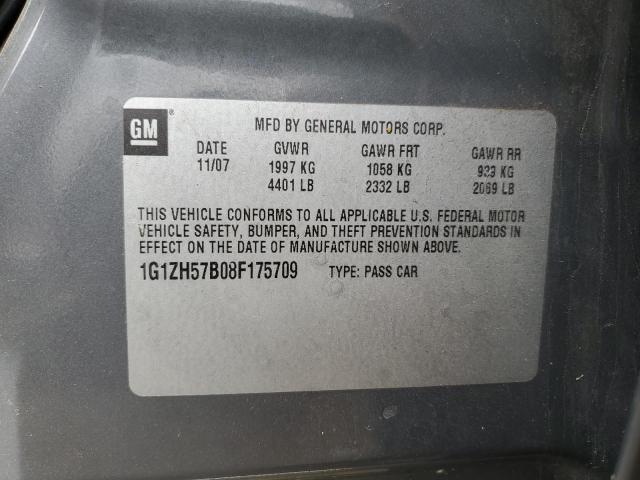 GM ®
MFD BY GENERAL MOTORS CORP.
DATE GVWR GAWR FRT GAWR RR
11/07 1997 KG 1058 KG 939 KG
4401 LB 2332 LB 2069 LB
THIS VEHICLE CONFORMS TO ALL APPLICABLE U.S. FEDERAL MOTOR
VEHICLE SAFETY, BUMPER, AND THEFT PREVENTION STANDARDS IN
EFFECT ON THE DATE OF MANUFACTURE SHOWN ABOVE.
1G1ZH57B08F175709 TYPE: PASS CAR